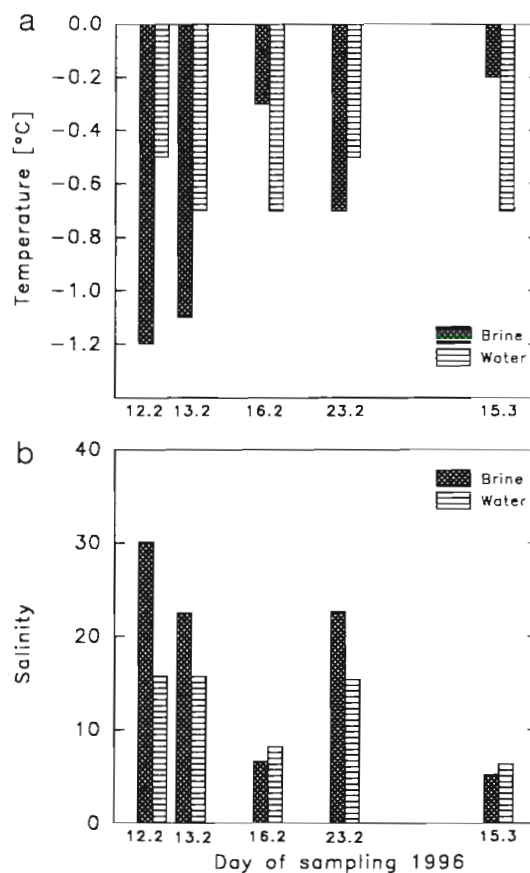 a
Temperature [°C]
0.0
-0.2
-0.4
-0.6
-0.8
-1.0
-1.2
Brine
Water
12.2 13.2 16.2 23.2 15.3
b
Salinity
40
30
20
10
0
Brine
Water
12.2 13.2 16.2 23.2 15.3
Day of sampling 1996